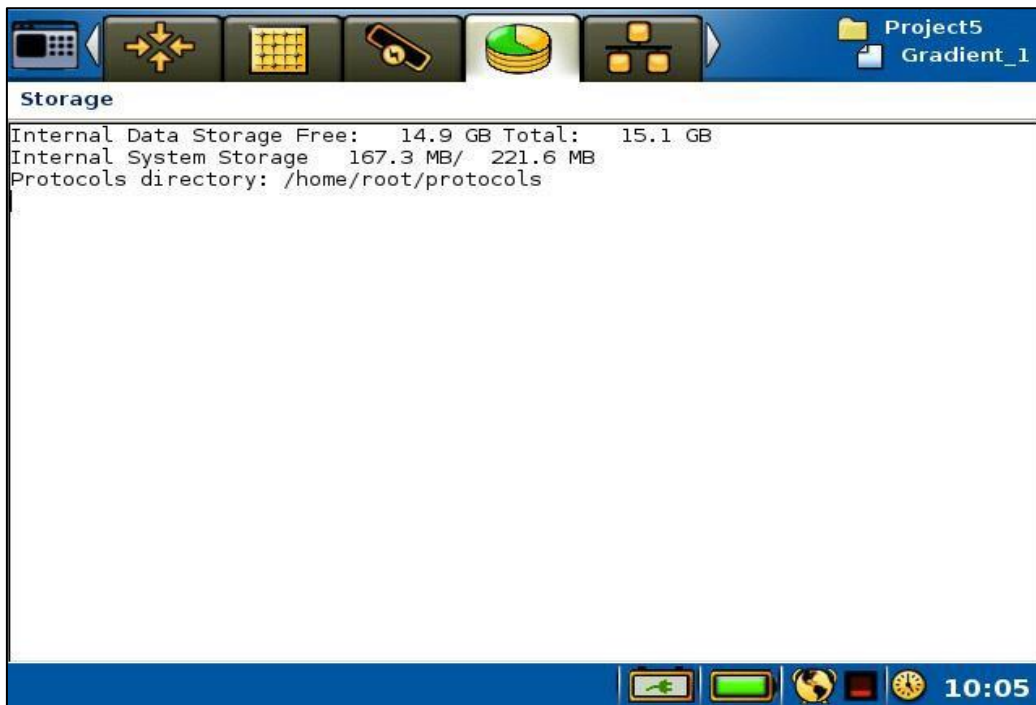 Project5
Gradient_1
Storage
Internal Data Storage Free:   14.9 GB Total:   15.1 GB
Internal System Storage   167.3 MB/  221.6 MB
Protocols directory: /home/root/protocols
10:05